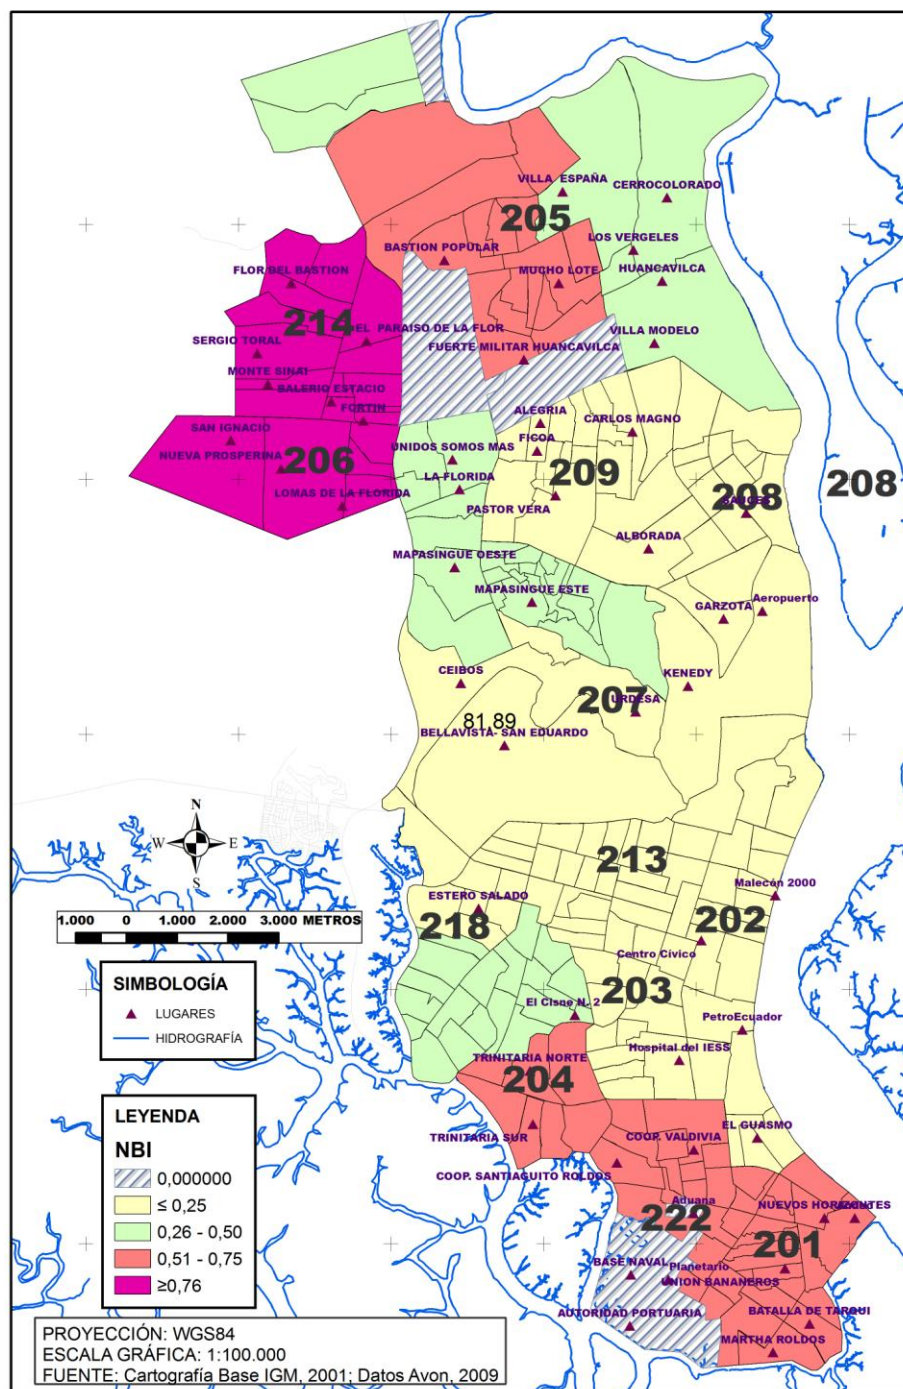 VILLA ESPAÑA
CERROCOLORADO
205
BASTION POPULAR
LOS VERGELES
FLOR DEL BASTION
MUCHO LOTE
HUANCAVILCA
214
EL PARAISO DE LA FLOR
SERGIO TORAL
FUERTE MILITAR HUANCAVILCA
VILLA MODELO
MONTE SINAI
BALERIO ESTACIO
FORTIN
ALEGRIA
CARLOS MAGNO
SAN IGNACIO
FICOA
UNIDOS SOMOS MAS
NUEVA PROSPERINA
206
LA FLORIDA
209
208
208
SAUCES
LOMAS DE LA FLORIDA
PASTOR VERA
ALBORADA
MAPASINGUE OESTE
MAPASINGUE ESTE
GARZOTA
Aeropuerto
CEIBOS
KENEDY
207
URDESA
81,89
BELLAVISTA- SAN EDUARDO
N
W
E
S
213
Malecón 2000
ESTERO SALADO
218
202
1.000 0 1.000 2.000 3.000 METROS
Centro Cívico
203
SIMBOLOGÍA
LUGARES
HIDROGRAFÍA
El Cisne N. 2
PetroEcuador
Hospital del IESS
TRINITARIA NORTE
204
TRINITARIA SUR
EL GUASMO
COOP. VALDIVIA
COOP. SANTIAGUITO ROLDOS
LEYENDA
NBI
0,000000
≤ 0,25
0,26 - 0,50
0,51 - 0,75
≥0,76
Aduana
222
NUEVOS HORIZONTES
201
BASE NAVAL
Planetario
UNION BANANEROS
AUTORIDAD PORTUARIA
BATALLA DE TARQUI
MARTHA ROLDOS
PROYECCIÓN: WGS84
ESCALA GRÁFICA: 1:100.000
FUENTE: Cartografía Base IGM, 2001; Datos Avon, 2009